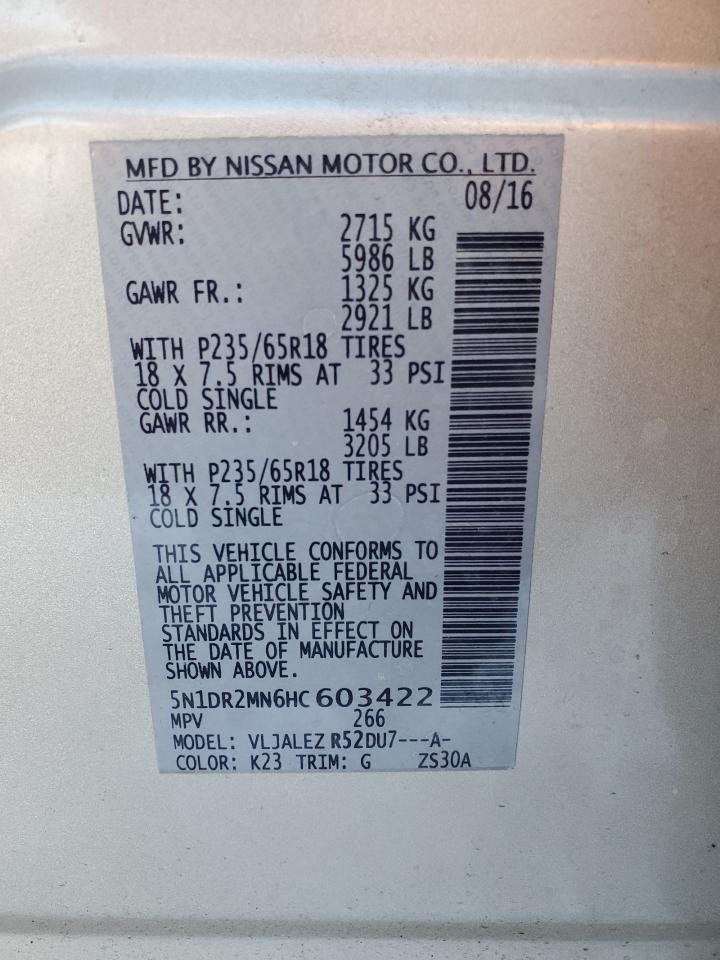 MFD BY NISSAN MOTOR CO., LTD.
DATE: 08/16
GVWR: 2715 KG
5986 LB
GAWR FR.: 1325 KG
2921 LB
WITH P235/65R18 TIRES
18 X 7.5 RIMS AT 33 PSI
COLD SINGLE
GAWR RR.: 1454 KG
3205 LB
WITH P235/65R18 TIRES
18 X 7.5 RIMS AT 33 PSI
COLD SINGLE
THIS VEHICLE CONFORMS TO
ALL APPLICABLE FEDERAL
MOTOR VEHICLE SAFETY AND
THEFT PREVENTION
STANDARDS IN EFFECT ON
THE DATE OF MANUFACTURE
SHOWN ABOVE.
5N1DR2MN6HC603422
MPV 266
MODEL: VLJALEZ R52DU7---A-
COLOR: K23 TRIM: G ZS30A